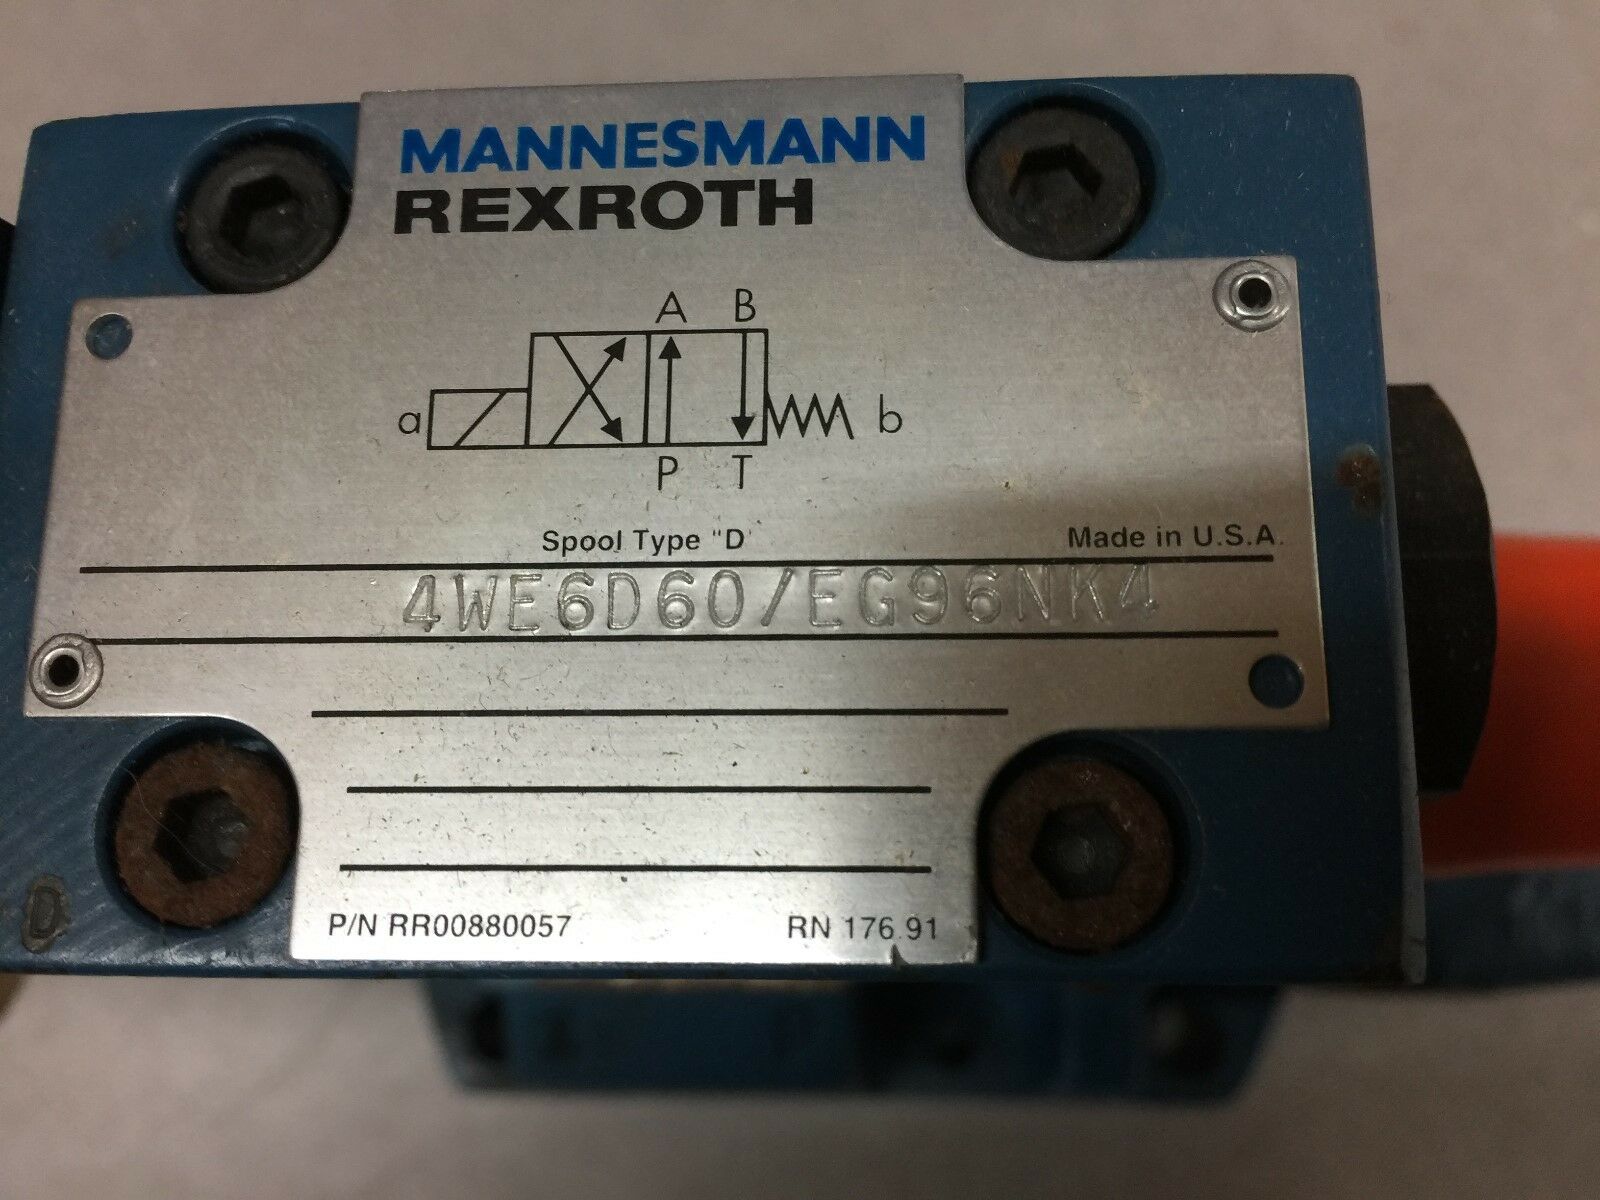 MANNESMANN
REXROTH
A B
a b
P T
Spool Type "D" Made in U.S.A.
4WE6D60/EG96NK4
P/N RR00880057 RN 176.91
D